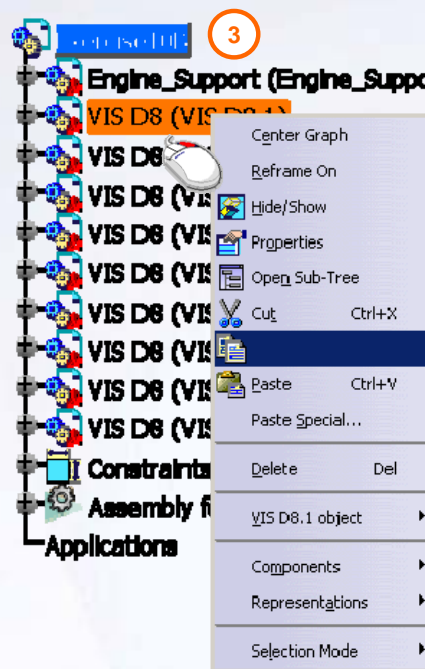 3
Engine_Support (Engine_Suppo
VIS D8 (VIS D8.1)
Center Graph
VIS D8
Reframe On
VIS D8 (VIS
Hide/Show
VIS D8 (VIS
Properties
VIS D8 (VIS
Open Sub-Tree
VIS D8 (VIS
Cut Ctrl+X
VIS D8 (VIS
VIS D8 (VIS
Paste Ctrl+V
VIS D8 (VIS
Paste Special...
Constraints
Delete Del
Assembly f
VIS D8.1 object
Applications
Components
Representations
Selection Mode